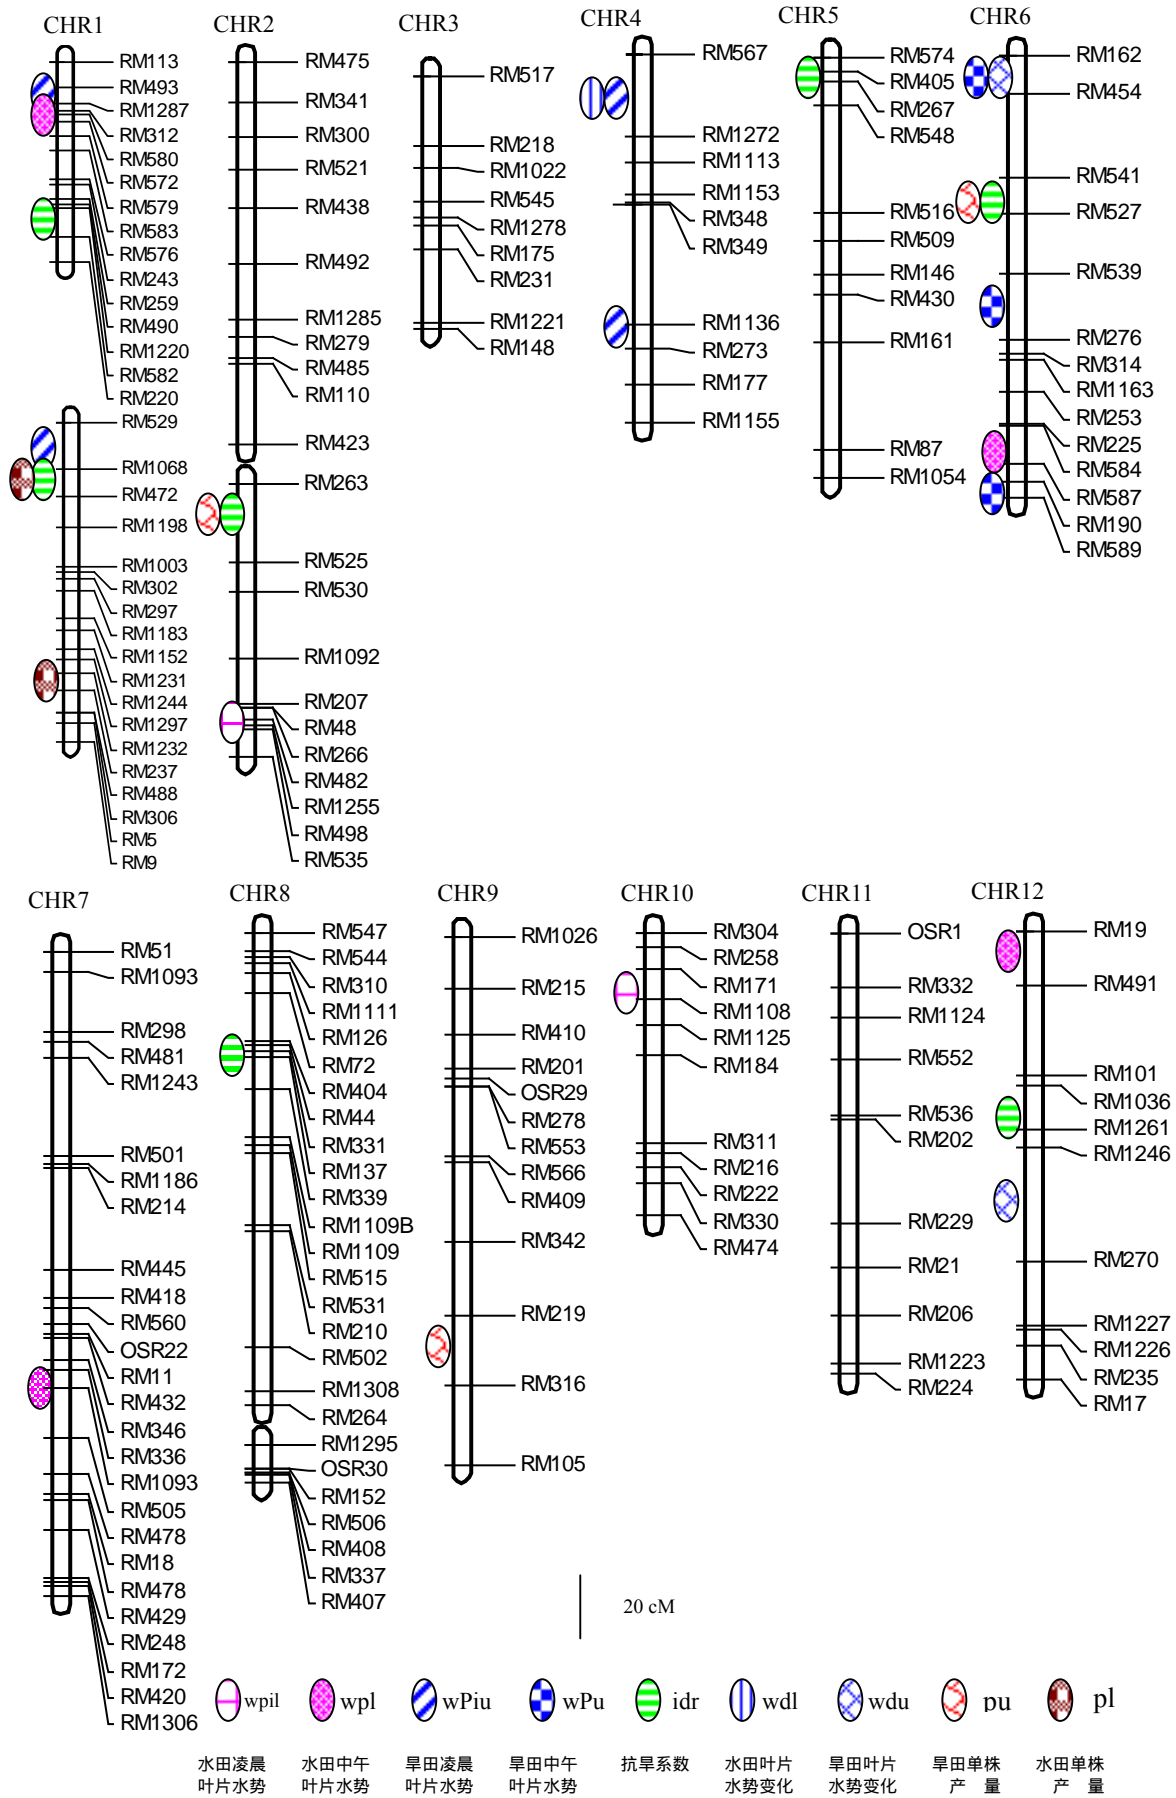 CHR1
RM113
RM493
RM1287
RM312
RM580
RM572
RM579
RM583
RM576
RM243
RM259
RM490
RM1220
RM582
RM220
RM529
RM1068
RM472
RM1198
RM1003
RM302
RM297
RM1183
RM1152
RM1231
RM1244
RM1297
RM1232
RM237
RM488
RM306
RM5
RM9
CHR2
RM475
RM341
RM300
RM521
RM438
RM492
RM1285
RM279
RM485
RM110
RM423
RM263
RM525
RM530
RM1092
RM207
RM48
RM266
RM482
RM1255
RM498
RM535
CHR3
RM517
RM218
RM1022
RM545
RM1278
RM175
RM231
RM1221
RM148
CHR4
RM567
RM1272
RM1113
RM1153
RM348
RM349
RM1136
RM273
RM177
RM1155
CHR5
RM574
RM405
RM267
RM548
RM516
RM509
RM146
RM430
RM161
RM87
RM1054
CHR6
RM162
RM454
RM541
RM527
RM539
RM276
RM314
RM1163
RM253
RM225
RM584
RM587
RM190
RM589
CHR7
RM51
RM1093
RM298
RM481
RM1243
RM501
RM1186
RM214
RM445
RM418
RM560
OSR22
RM11
RM432
RM346
RM336
RM1093
RM505
RM478
RM18
RM478
RM429
RM248
RM172
RM420
RM1306
CHR8
RM547
RM544
RM310
RM1111
RM126
RM72
RM404
RM44
RM331
RM137
RM339
RM1109B
RM1109
RM515
RM531
RM210
RM502
RM1308
RM264
RM1295
OSR30
RM152
RM506
RM408
RM337
RM407
CHR9
RM1026
RM215
RM410
RM201
OSR29
RM278
RM553
RM566
RM409
RM342
RM219
RM316
RM105
CHR10
RM304
RM258
RM171
RM1108
RM1125
RM184
RM311
RM216
RM222
RM330
RM474
CHR11
OSR1
RM332
RM1124
RM552
RM536
RM202
RM229
RM21
RM206
RM1223
RM224
CHR12
RM19
RM491
RM101
RM1036
RM1261
RM1246
RM270
RM1227
RM1226
RM235
RM17
20 cM
wpil wpl wPiu wPu idr wdl wdu pu pl
水田凌晨 水田中午 旱田凌晨 旱田中午 抗旱系数 水田叶片 旱田叶片 旱田单株 水田单株
叶片水势 叶片水势 叶片水势 叶片水势 水势变化 水势变化 产 量 产 量